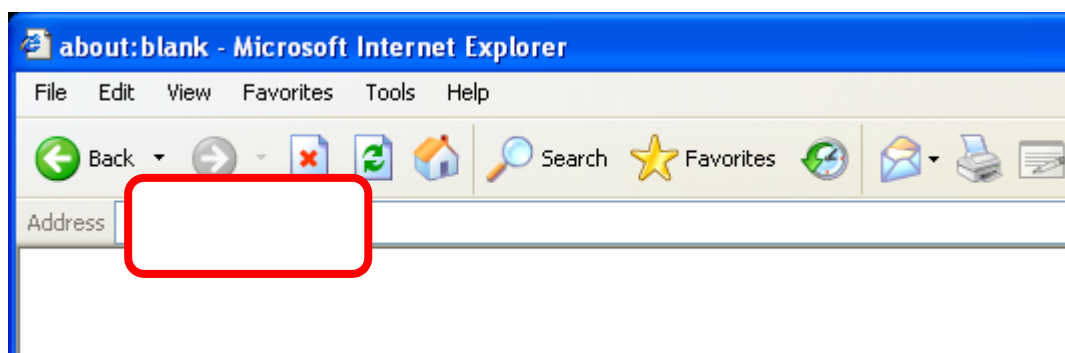 about:blank - Microsoft Internet Explorer
File Edit View Favorites Tools Help
Back Search Favorites
Address